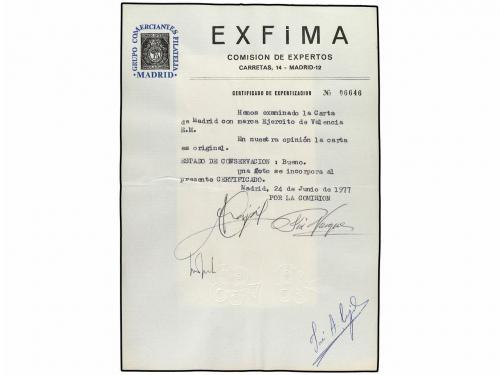 GRUPO COMERCIANTES FILATELIA
·MADRID·
EXFiMA
COMISION DE EXPERTOS
CARRETAS, 14 - MADRID-12
CERTIFICADO DE EXPERTIZACION № 06646
Hemos examinado la Carta
de Madrid con marca Ejercito de Valencia
E.M.
En nuestra opinión la carta
es original.
ESTADO DE CONSERVACION : Bueno.
una foto se incorpora al
presente CERTIFICADO.
Madrid, 24 de Junio de 1977
POR LA COMISION